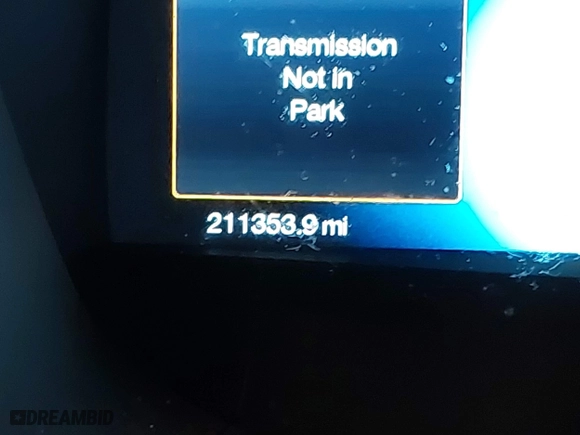 Transmission
Not in
Park
211353.9 mi
DREAMBID